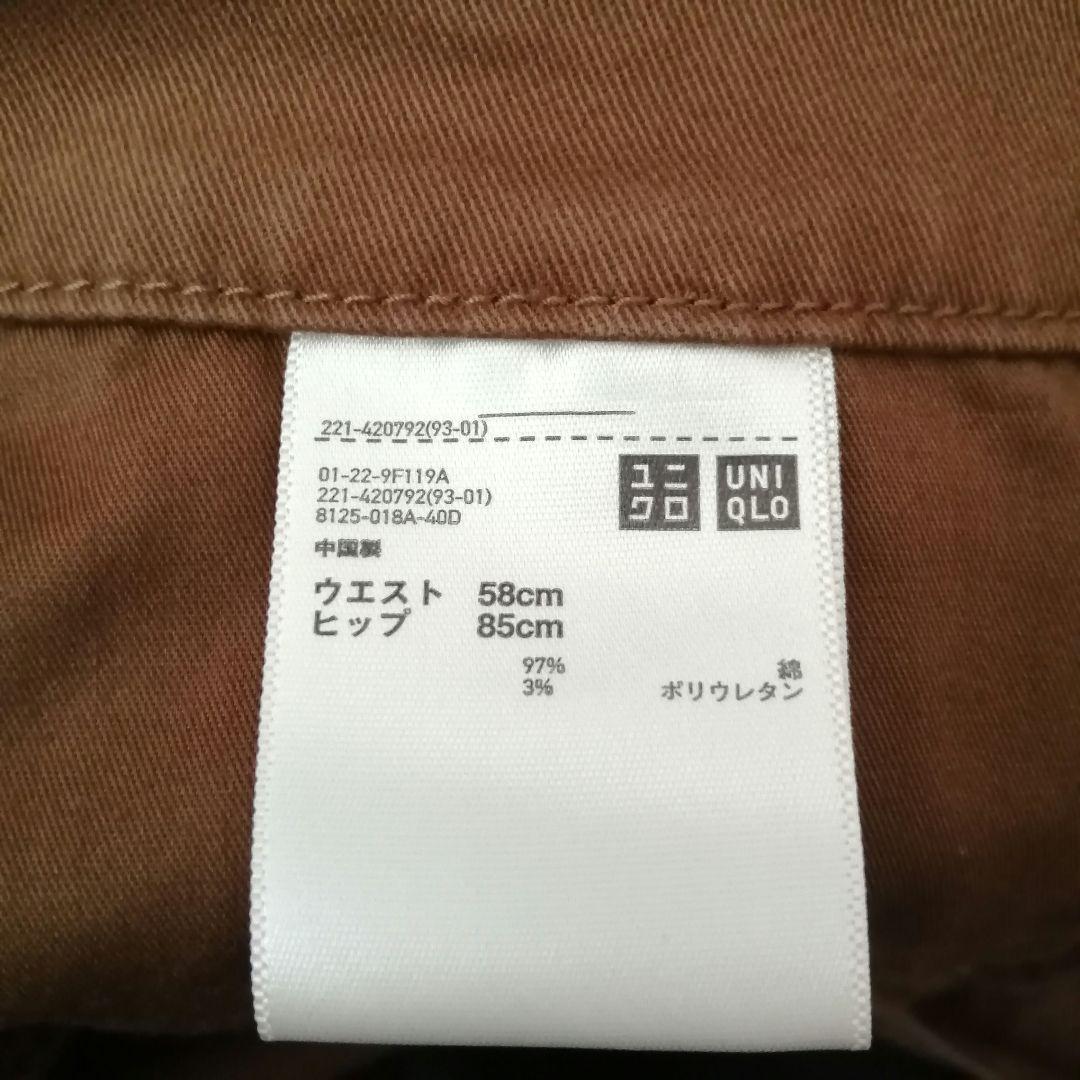 221-420792(93-01)
01-22-9F119A
221-420792(93-01)
8125-018A-40D
中国製
ユニ
クロ
UNI
QLO
ウエスト 58cm
ヒップ 85cm
97% 綿
3% ポリウレタン